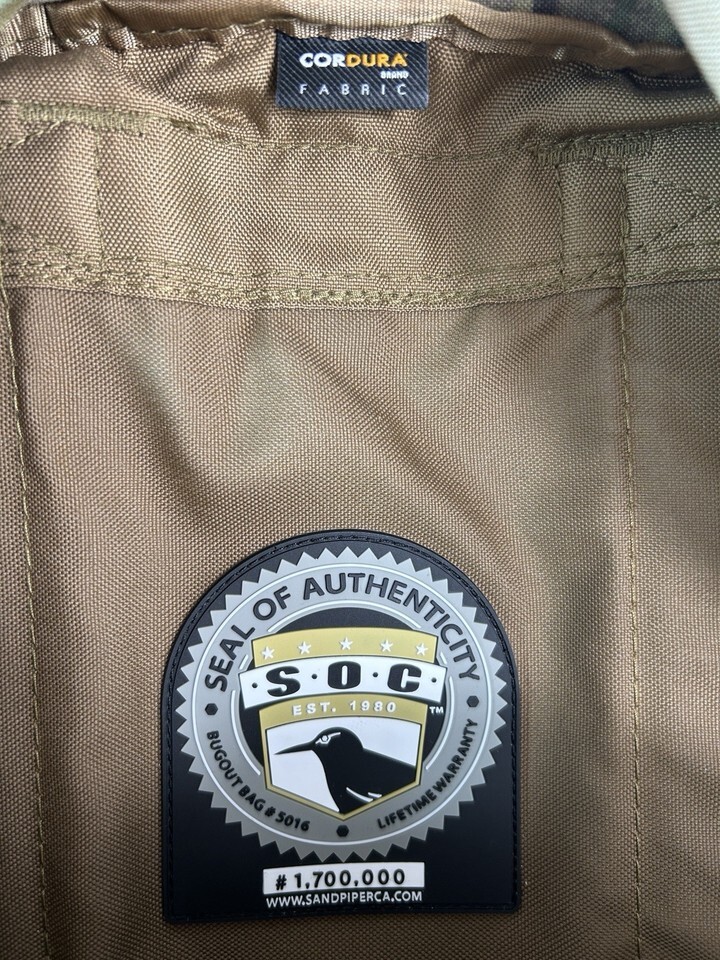 CORDURA
BRAND
FABRIC
SEAL OF AUTHENTICITY
S·O·C
EST. 1980
TM
BUGOUT BAG # 5016
LIFETIME WARRANTY
# 1,700,000
WWW.SANDPIPERCA.COM